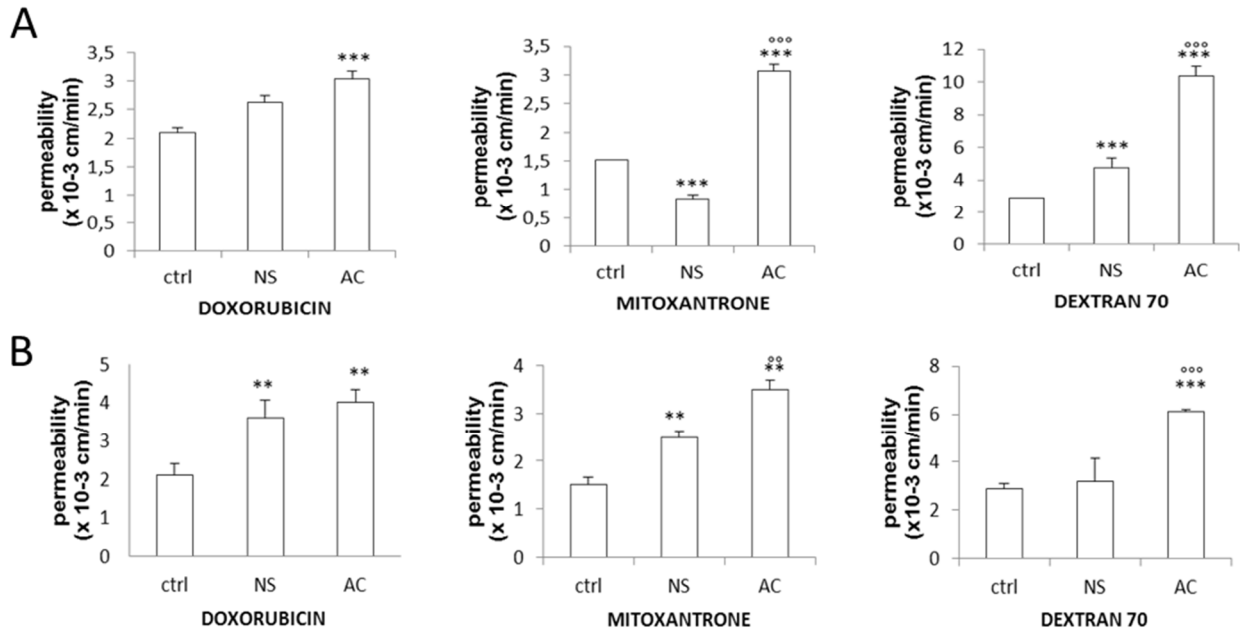 A
permeability
(x 10-3 cm/min)
3,5
3
2,5
2
1,5
1
0,5
0
***
ctrl NS AC
DOXORUBICIN
permeability
(x 10-3 cm/min)
3,5
3
2,5
2
1,5
1
0,5
0
***
°°°
***
ctrl NS AC
MITOXANTRONE
permeability
(x10-3 cm/min)
12
10
8
6
4
2
0
***
°°°
***
ctrl NS AC
DEXTRAN 70
B
permeability
(x 10-3 cm/min)
5
4
3
2
1
0
** **
ctrl NS AC
DOXORUBICIN
permeability
(x 10-3 cm/min)
4
3
2
1
0
**
°°
**
ctrl NS AC
MITOXANTRONE
permeability
(x10-3 cm/min)
8
6
4
2
0
°°°
***
ctrl NS AC
DEXTRAN 70